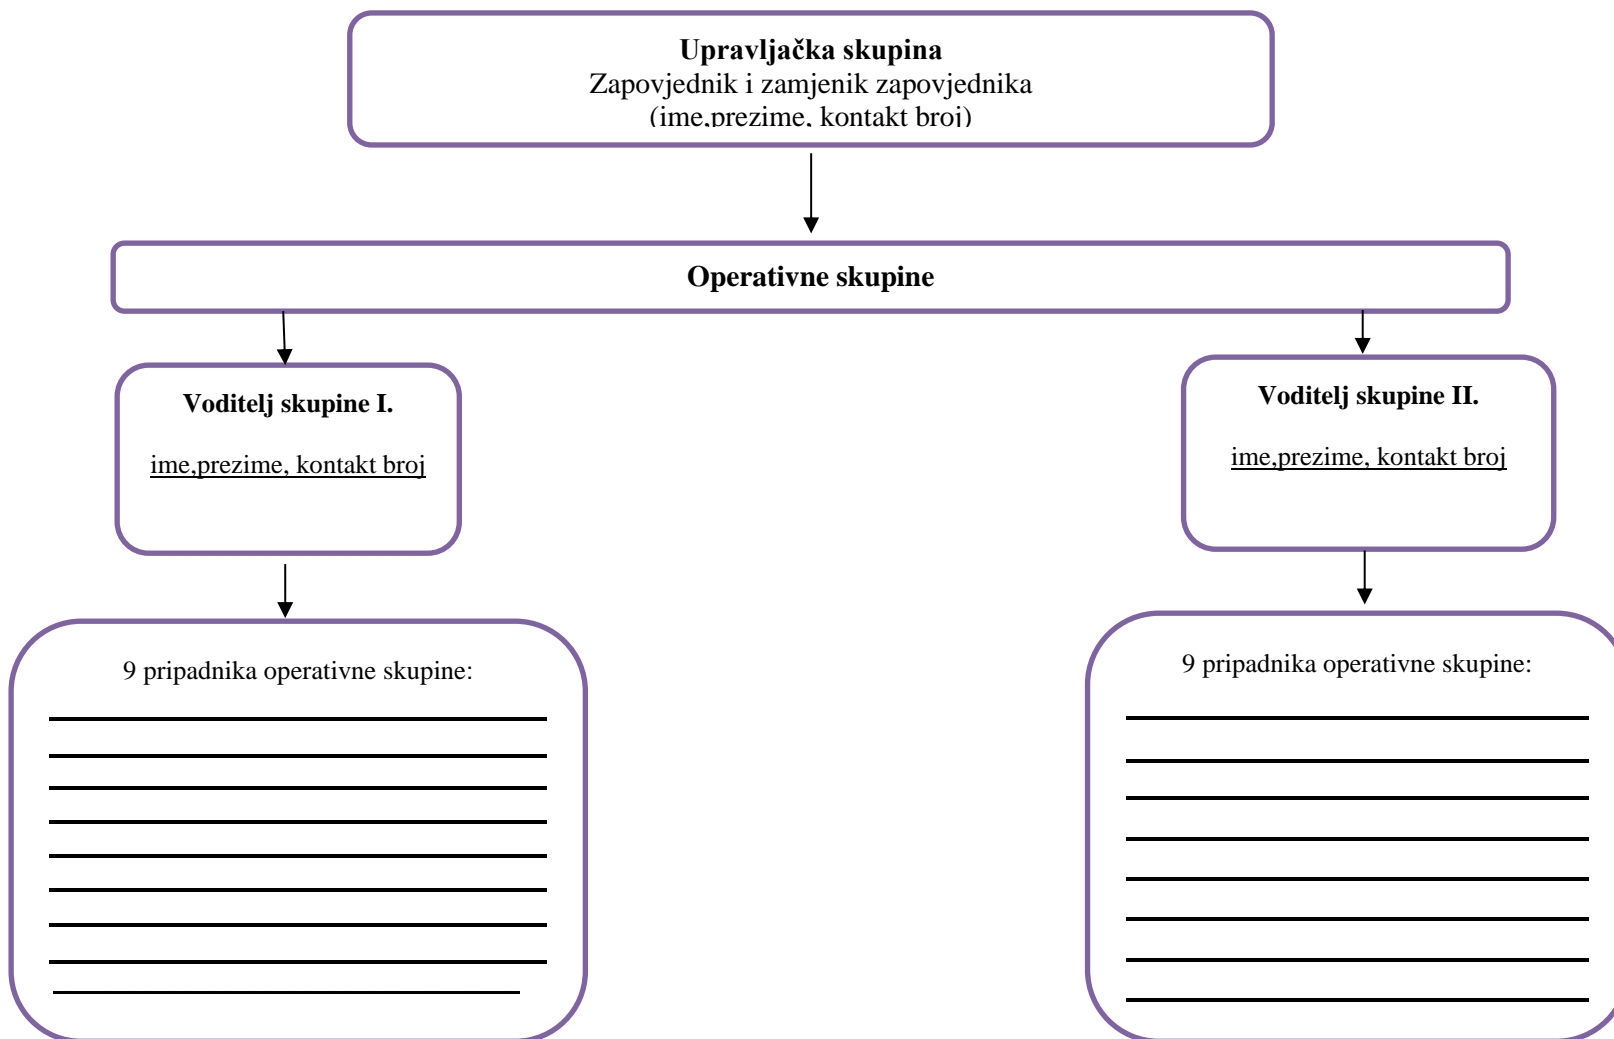 Upravljačka skupina
Zapovjednik i zamjenik zapovjednika
(ime,prezime, kontakt broj)
Operativne skupine
Voditelj skupine I.
ime,prezime, kontakt broj
Voditelj skupine II.
ime,prezime, kontakt broj
9 pripadnika operativne skupine:
9 pripadnika operativne skupine: